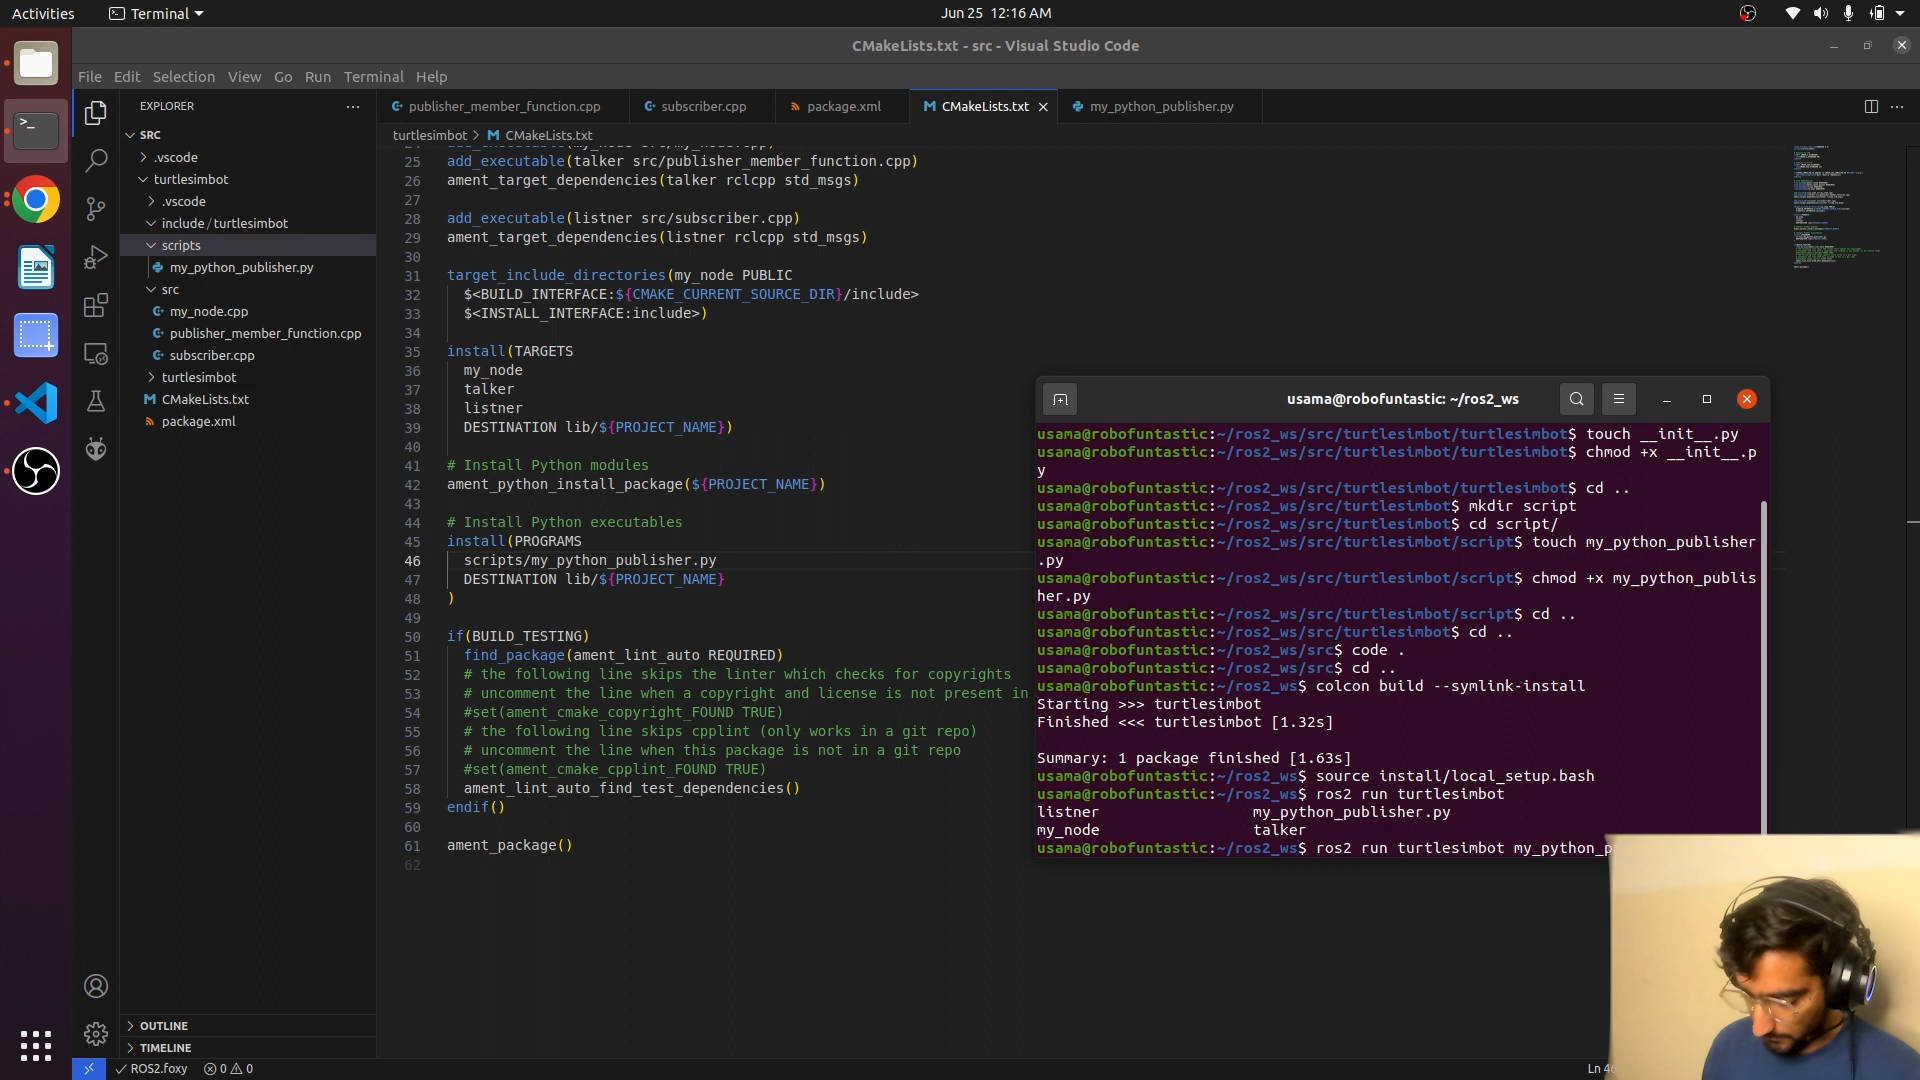 Activities
Terminal
Jun 25 12:16 AM
CMakeLists.txt - src - Visual Studio Code
File Edit Selection View Go Run Terminal Help
EXPLORER
SRC
.vscode
turtlesimbot
.vscode
include / turtlesimbot
scripts
my_python_publisher.py
src
my_node.cpp
publisher_member_function.cpp
subscriber.cpp
turtlesimbot
CMakeLists.txt
package.xml
OUTLINE
TIMELINE
publisher_member_function.cpp
subscriber.cpp
package.xml
CMakeLists.txt
my_python_publisher.py
turtlesimbot > CMakeLists.txt
25 add_executable(talker src/publisher_member_function.cpp)
26 ament_target_dependencies(talker rclcpp std_msgs)
27
28 add_executable(listner src/subscriber.cpp)
29 ament_target_dependencies(listner rclcpp std_msgs)
30
31 target_include_directories(my_node PUBLIC
32 $<BUILD_INTERFACE:${CMAKE_CURRENT_SOURCE_DIR}/include>
33 $<INSTALL_INTERFACE:include>)
34
35 install(TARGETS
36 my_node
37 talker
38 listner
39 DESTINATION lib/${PROJECT_NAME})
40
41 # Install Python modules
42 ament_python_install_package(${PROJECT_NAME})
43
44 # Install Python executables
45 install(PROGRAMS
46 scripts/my_python_publisher.py
47 DESTINATION lib/${PROJECT_NAME}
48 )
49
50 if(BUILD_TESTING)
51 find_package(ament_lint_auto REQUIRED)
52 # the following line skips the linter which checks for copyrights
53 # uncomment the line when a copyright and license is not present in
54 #set(ament_cmake_copyright_FOUND TRUE)
55 # the following line skips cpplint (only works in a git repo)
56 # uncomment the line when this package is not in a git repo
57 #set(ament_cmake_cpplint_FOUND TRUE)
58 ament_lint_auto_find_test_dependencies()
59 endif()
60
61 ament_package()
62
usama@robofuntastic: ~/ros2_ws
usama@robofuntastic:~/ros2_ws/src/turtlesimbot/turtlesimbot$ touch __init__.py
usama@robofuntastic:~/ros2_ws/src/turtlesimbot/turtlesimbot$ chmod +x __init__.p
y
usama@robofuntastic:~/ros2_ws/src/turtlesimbot/turtlesimbot$ cd ..
usama@robofuntastic:~/ros2_ws/src/turtlesimbot$ mkdir script
usama@robofuntastic:~/ros2_ws/src/turtlesimbot$ cd script/
usama@robofuntastic:~/ros2_ws/src/turtlesimbot/script$ touch my_python_publisher
.py
usama@robofuntastic:~/ros2_ws/src/turtlesimbot/script$ chmod +x my_python_publis
her.py
usama@robofuntastic:~/ros2_ws/src/turtlesimbot/script$ cd ..
usama@robofuntastic:~/ros2_ws/src/turtlesimbot$ cd ..
usama@robofuntastic:~/ros2_ws/src$ code .
usama@robofuntastic:~/ros2_ws/src$ cd ..
usama@robofuntastic:~/ros2_ws$ colcon build --symlink-install
Starting >>> turtlesimbot
Finished <<< turtlesimbot [1.32s]
Summary: 1 package finished [1.63s]
usama@robofuntastic:~/ros2_ws$ source install/local_setup.bash
usama@robofuntastic:~/ros2_ws$ ros2 run turtlesimbot
listner my_python_publisher.py
my_node talker
usama@robofuntastic:~/ros2_ws$ ros2 run turtlesimbot my_python_p
ROS2.foxy 0 0
Ln 46